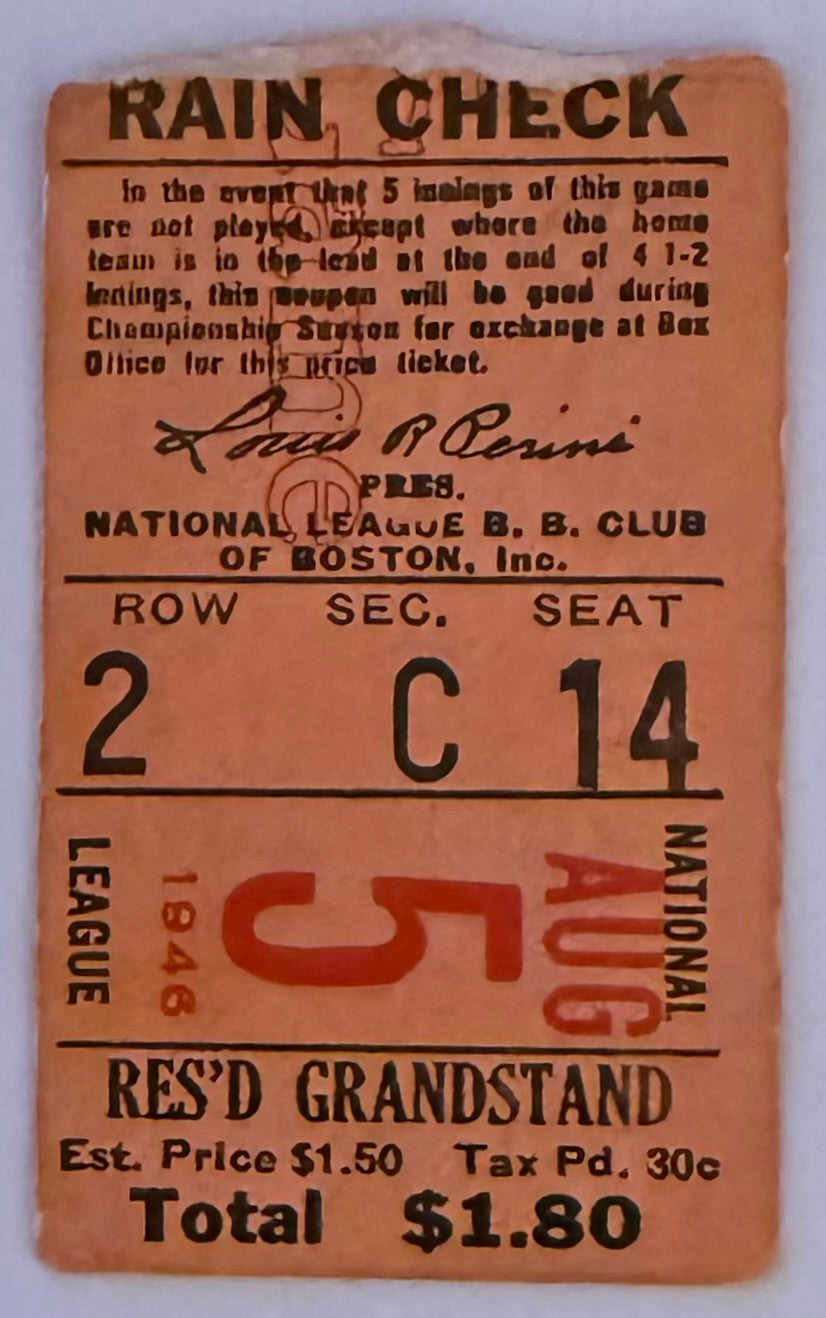 RAIN CHECK
In the event that 5 innings of this game
are not played, except where the home
team is in the lead at the end of 4 1-2
innings, this coupon will be good during
Championship Season for exchange at Box
Office for this price ticket.
Louis R Perini
PRES.
NATIONAL LEAGUE B. B. CLUB
OF BOSTON, Inc.
ROW SEC. SEAT
2 C 14
NATIONAL
AUG
5
1946
LEAGUE
RES'D GRANDSTAND
Est. Price $1.50 Tax Pd. 30c
Total $1.80